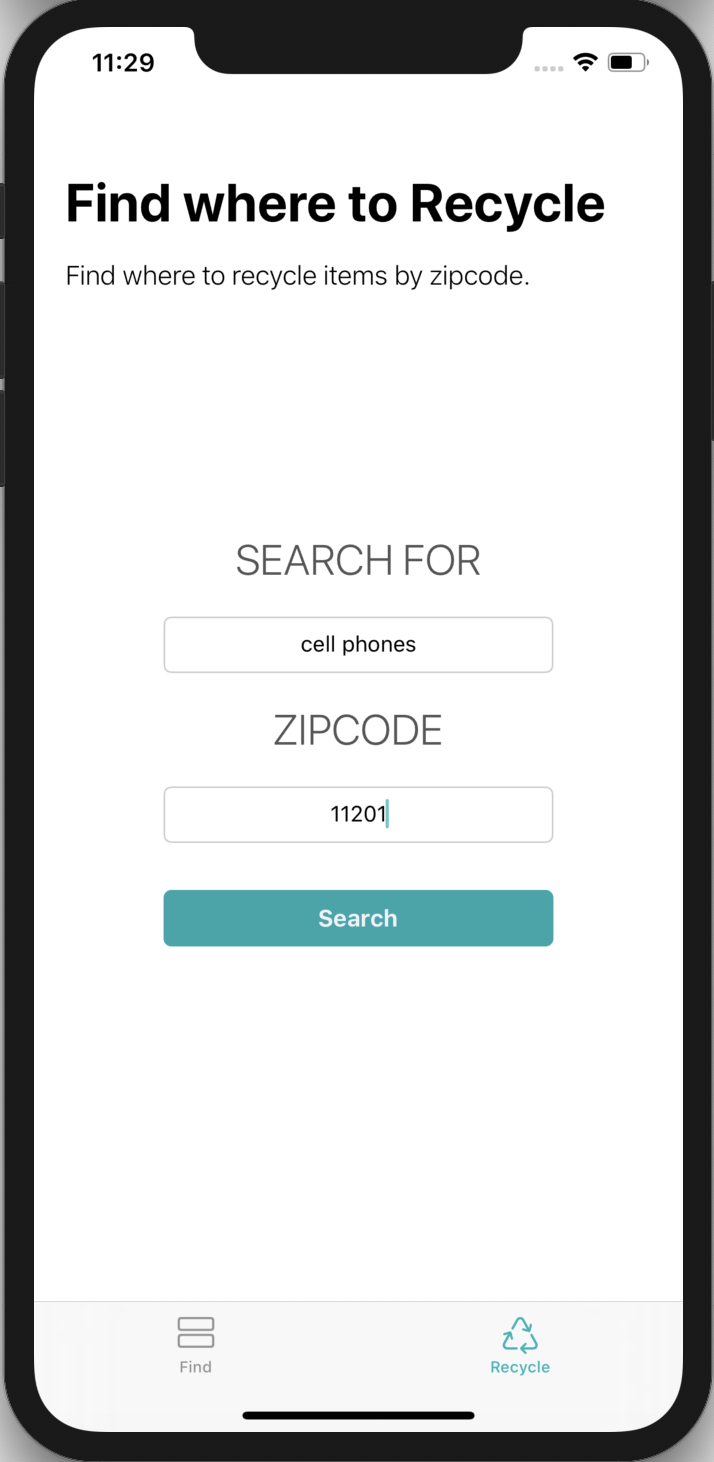 11:29
Find where to Recycle
Find where to recycle items by zipcode.
SEARCH FOR
cell phones
ZIPCODE
11201
Search
Find
Recycle